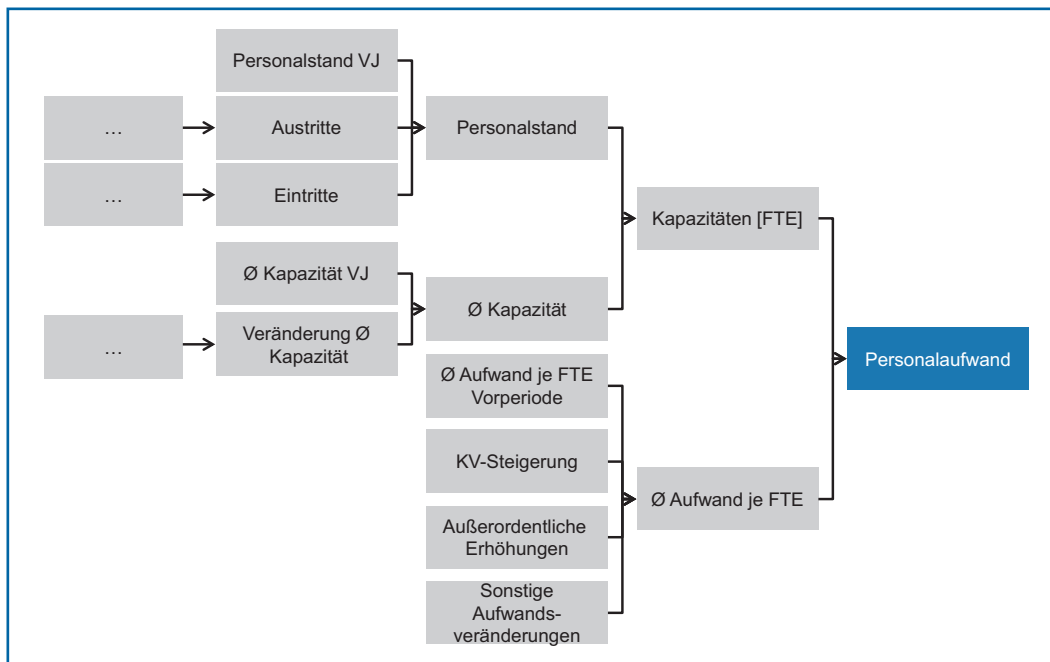 Personalstand VJ
…
Austritte
Personalstand
…
Eintritte
Kapazitäten [FTE]
Ø Kapazität VJ
Ø Kapazität
…
Veränderung Ø
Kapazität
Personalaufwand
Ø Aufwand je FTE
Vorperiode
KV-Steigerung
Ø Aufwand je FTE
Außerordentliche
Erhöhungen
Sonstige
Aufwands-
veränderungen